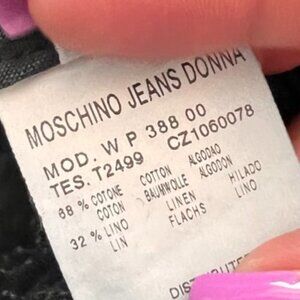 MOSCHINO JEANS DONNA
MOD. W P 388 00
TES. T2499 CZ1060078
68 % COTONE COTTON ALGODAO
COTON BAUMWOLLE ALGODON HILADO
32 % LINO LINEN LINO
LIN FLACHS